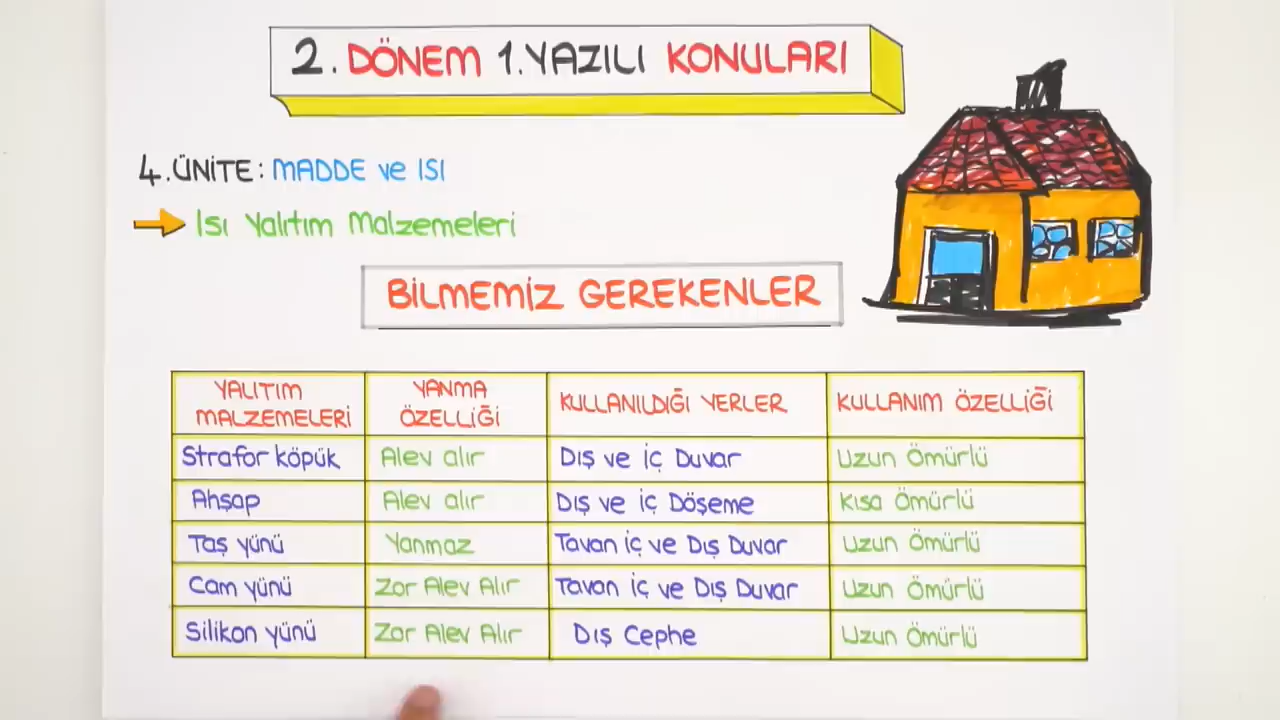 2. DÖNEM 1. YAZILI KONULARI
4. ÜNİTE: MADDE ve ISI
Isı Yalıtım Malzemeleri
BİLMEMİZ GEREKENLER
YALITIM MALZEMELERİ YANMA ÖZELLİĞİ KULLANILDIĞI YERLER KULLANIM ÖZELLİĞİ
Strafor köpük Alev alır Dış ve iç Duvar Uzun Ömürlü
Ahşap Alev alır Dış ve iç Döşeme Kısa Ömürlü
Taş yünü Yanmaz Tavan iç ve Dış Duvar Uzun Ömürlü
Cam yünü Zor Alev Alır Tavan iç ve Dış Duvar Uzun Ömürlü
Silikon yünü Zor Alev Alır Dış Cephe Uzun Ömürlü